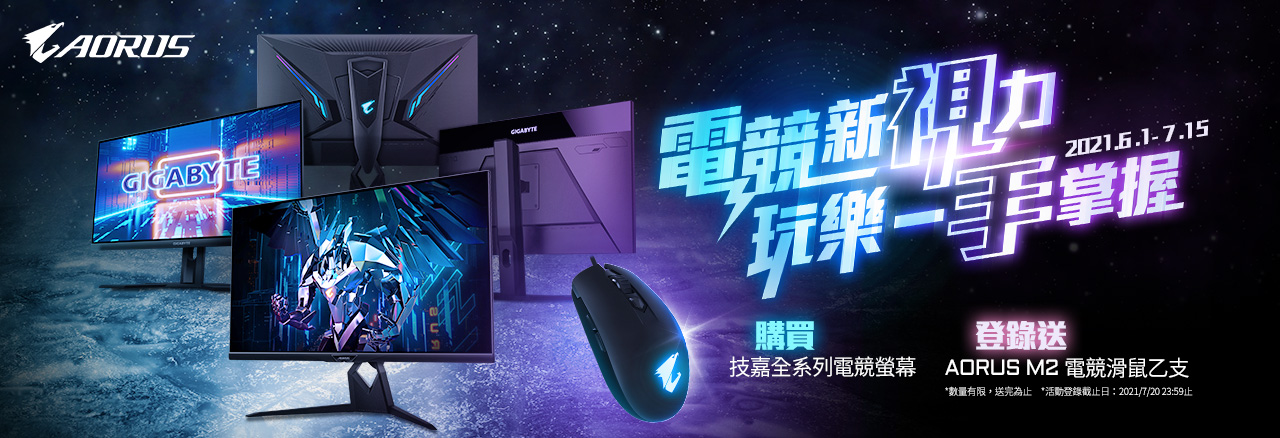 AORUS
GIGABYTE
GIGABYTE
GIGABYTE
AORUS
電競新視力
2021.6.1-7.15
玩樂一手掌握
購買
技嘉全系列電競螢幕
登錄送
AORUS M2 電競滑鼠乙支
*數量有限，送完為止 *活動登錄截止日：2021/7/20 23:59止